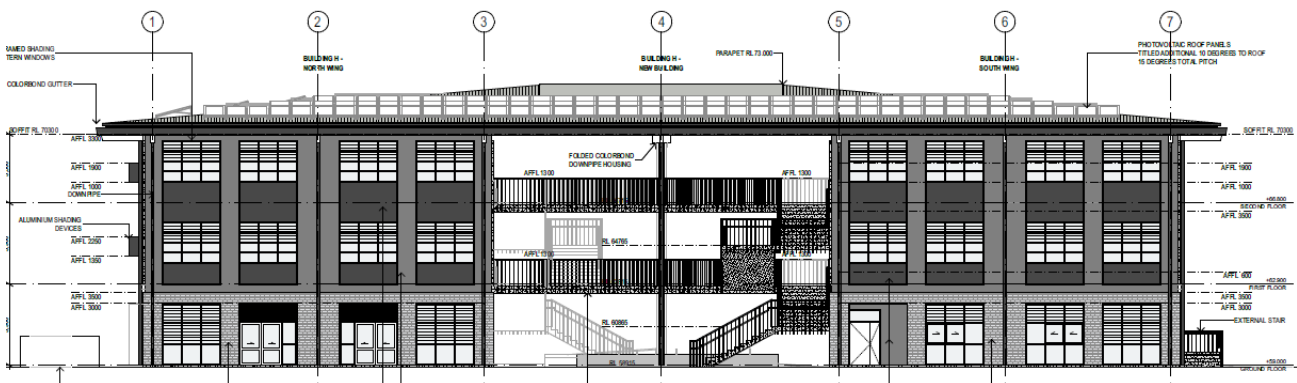 1
2
3
4
5
6
7
RAMED SHADING
TERN WINDOWS
BUILDING H -
NORTH WING
BUILDING H -
NEW BUILDING
PARAPET RL 73.000
BUILDING H -
SOUTH WING
PHOTOVOLTAIC ROOF PANELS
TITLED ADDITIONAL 10 DEGREES TO ROOF
15 DEGREES TOTAL PITCH
COLORBOND GUTTER
SOFFIT RL 70300
SOFFIT RL 70300
AFFL 3300
FOLDED COLORBOND
DOWNPIPE HOUSING
AFFL 1900
AFFL 1900
AFFL 1300
AFFL 1300
AFFL 1000
AFFL 1000
DOWNPIPE
+66.800
SECOND FLOOR
ALUMINIUM SHADING
DEVICES
AFFL 3500
AFFL 2250
RL 64765
AFFL 1350
AFFL 1300
AFFL 1300
AFFL 600
+62.900
FIRST FLOOR
AFFL 3500
AFFL 3500
AFFL 3000
AFFL 3000
RL 60865
EXTERNAL STAIR
+59.000
GROUND FLOOR